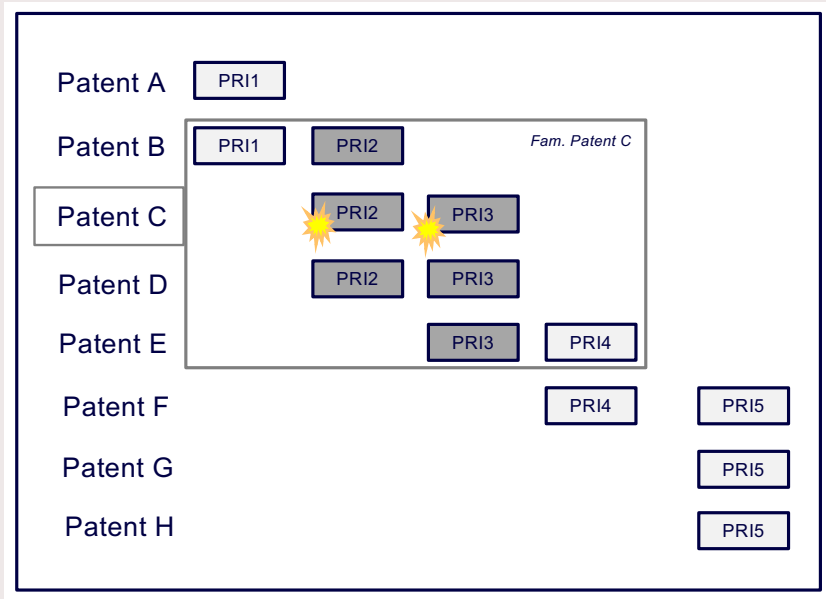 Patent A PRI1
Patent B PRI1 PRI2 Fam. Patent C
Patent C PRI2 PRI3
Patent D PRI2 PRI3
Patent E PRI3 PRI4
Patent F PRI4 PRI5
Patent G PRI5
Patent H PRI5